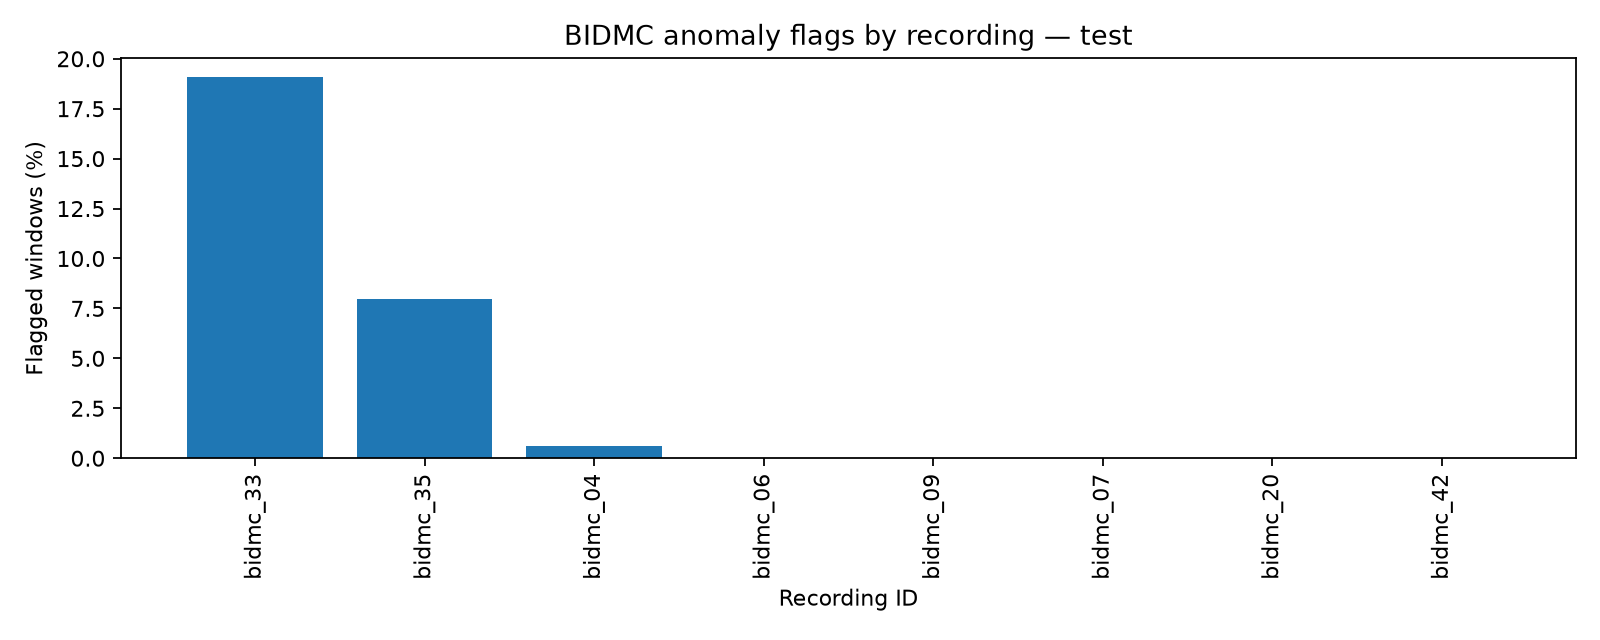 BIDMC anomaly flags by recording — test
Flagged windows (%)
20.0
17.5
15.0
12.5
10.0
7.5
5.0
2.5
0.0
bidmc_33
bidmc_35
bidmc_04
bidmc_06
bidmc_09
bidmc_07
bidmc_20
bidmc_42
Recording ID